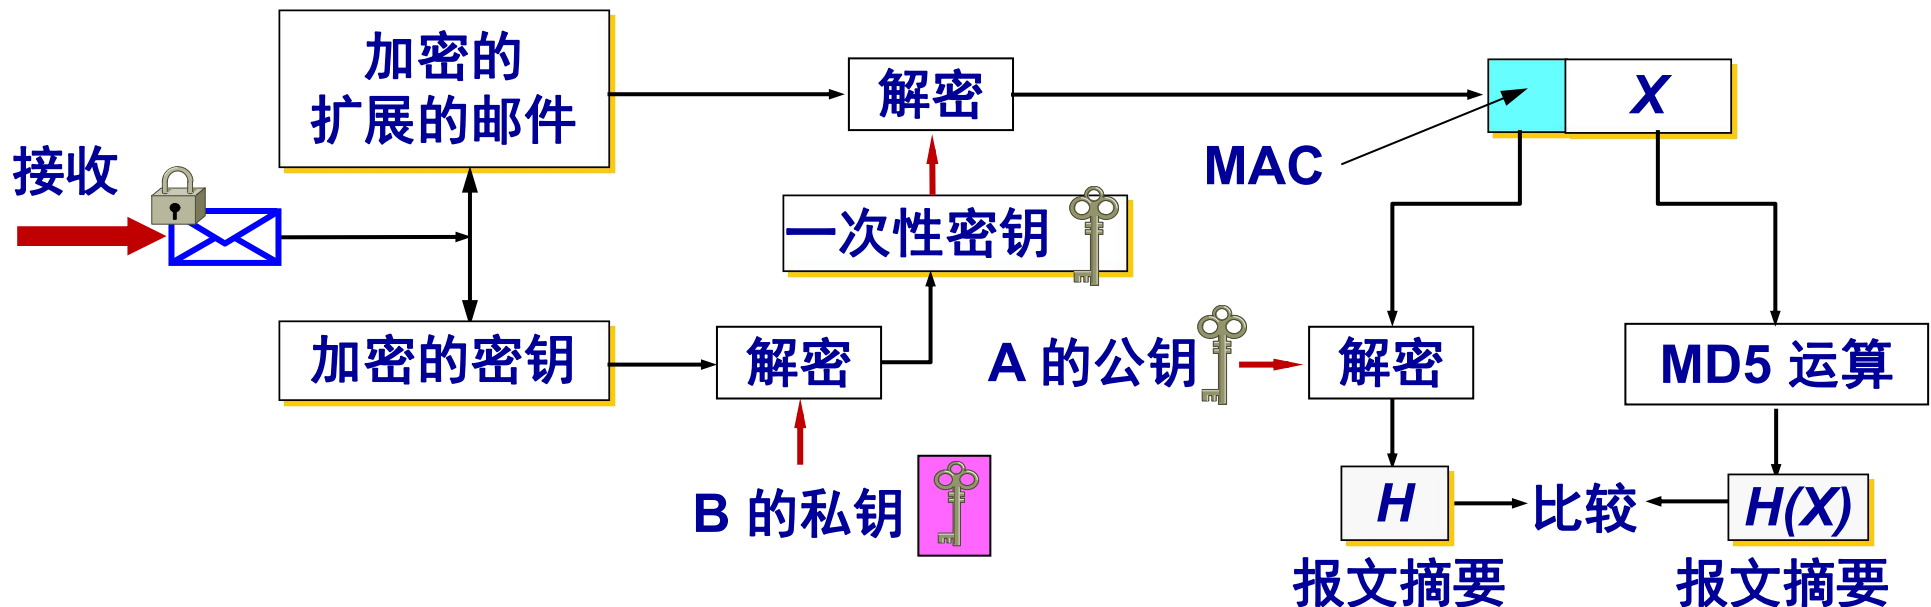 接收
加密的
扩展的邮件
解密
X
MAC
一次性密钥
加密的密钥
解密
A 的公钥
解密
MD5 运算
B 的私钥
H
比较
H(X)
报文摘要
报文摘要